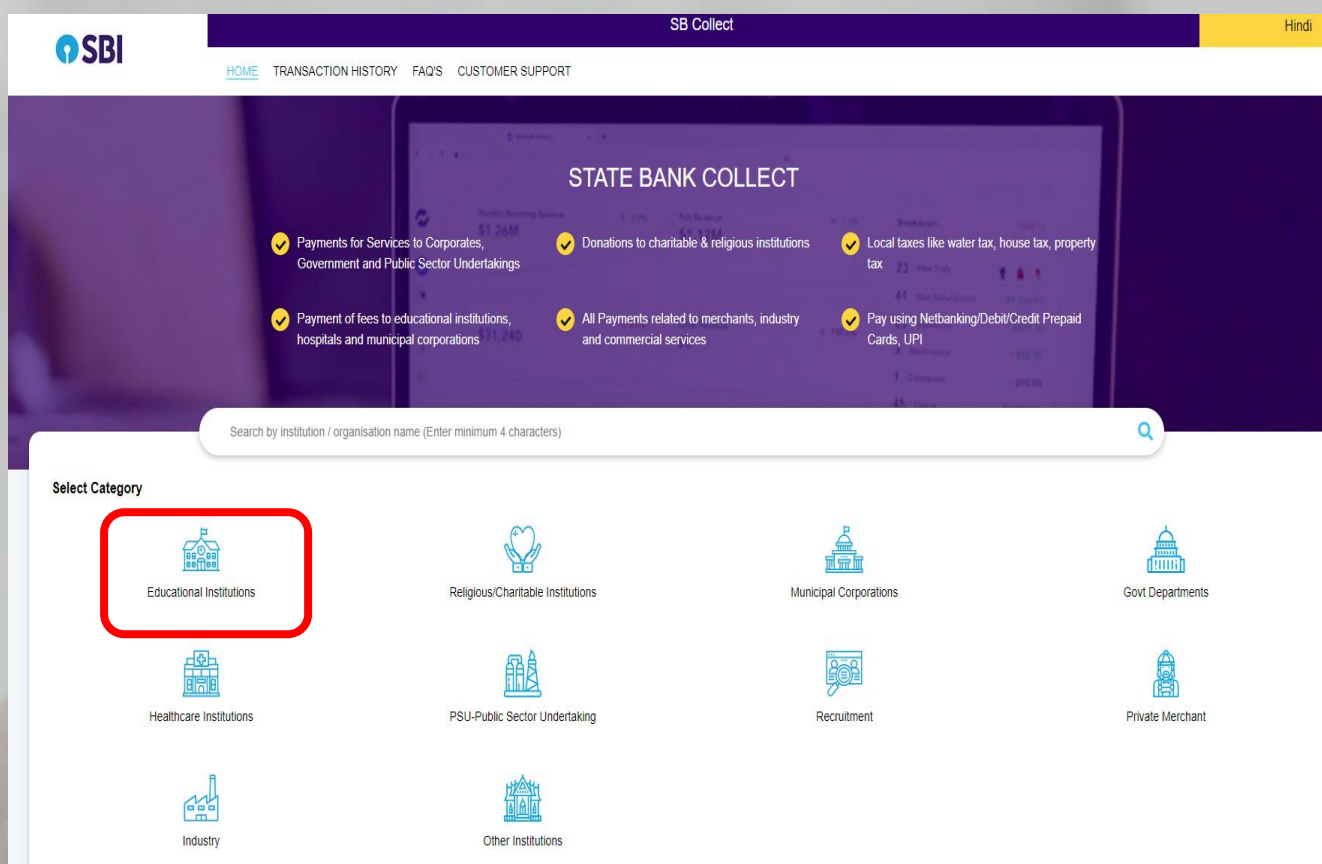 SB Collect
Hindi
SBI
HOME TRANSACTION HISTORY FAQ'S CUSTOMER SUPPORT
STATE BANK COLLECT
Payments for Services to Corporates,
Government and Public Sector Undertakings
Donations to charitable & religious institutions
Local taxes like water tax, house tax, property
tax
Payment of fees to educational institutions,
hospitals and municipal corporations
All Payments related to merchants, industry
and commercial services
Pay using Netbanking/Debit/Credit Prepaid
Cards, UPI
$1.26M
$31,240
Search by institution / organisation name (Enter minimum 4 characters)
Select Category
Educational Institutions
Religious/Charitable Institutions
Municipal Corporations
Govt Departments
Healthcare Institutions
PSU-Public Sector Undertaking
Recruitment
Private Merchant
Industry
Other Institutions